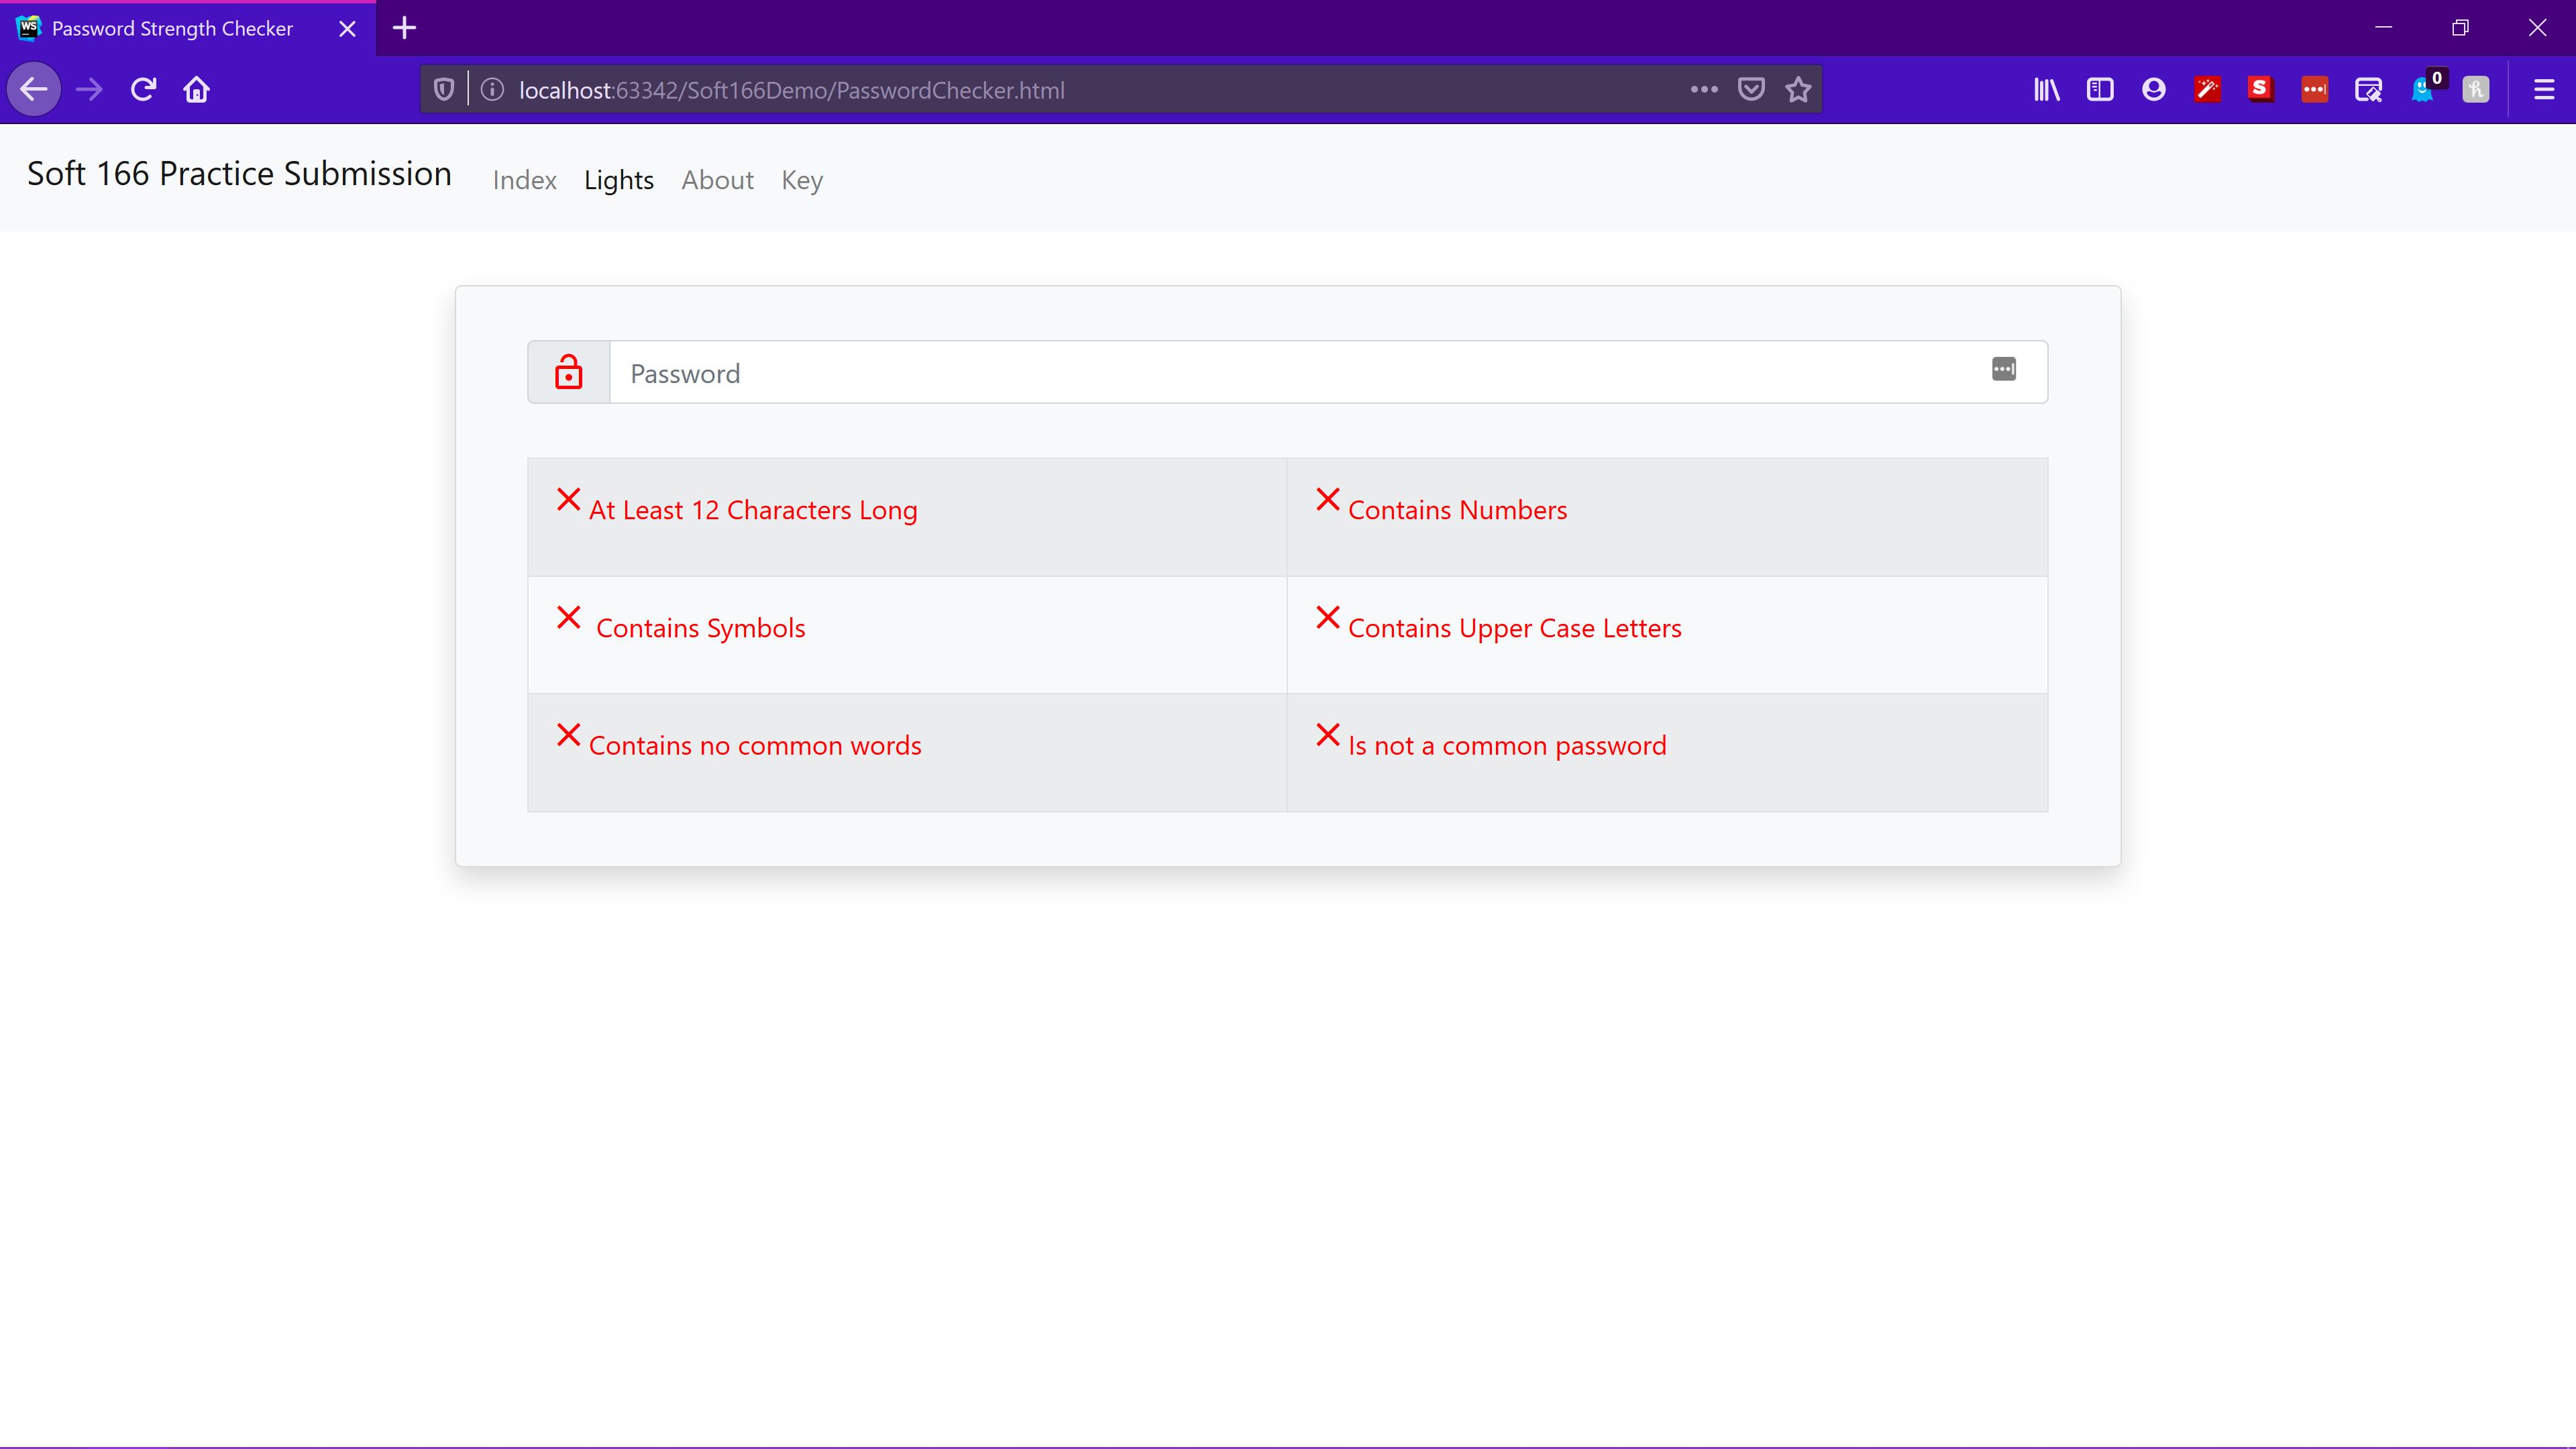 WS Password Strength Checker
localhost:63342/Soft166Demo/PasswordChecker.html
S
0
Soft 166 Practice Submission Index Lights About Key
Password
At Least 12 Characters Long Contains Numbers
Contains Symbols Contains Upper Case Letters
Contains no common words Is not a common password